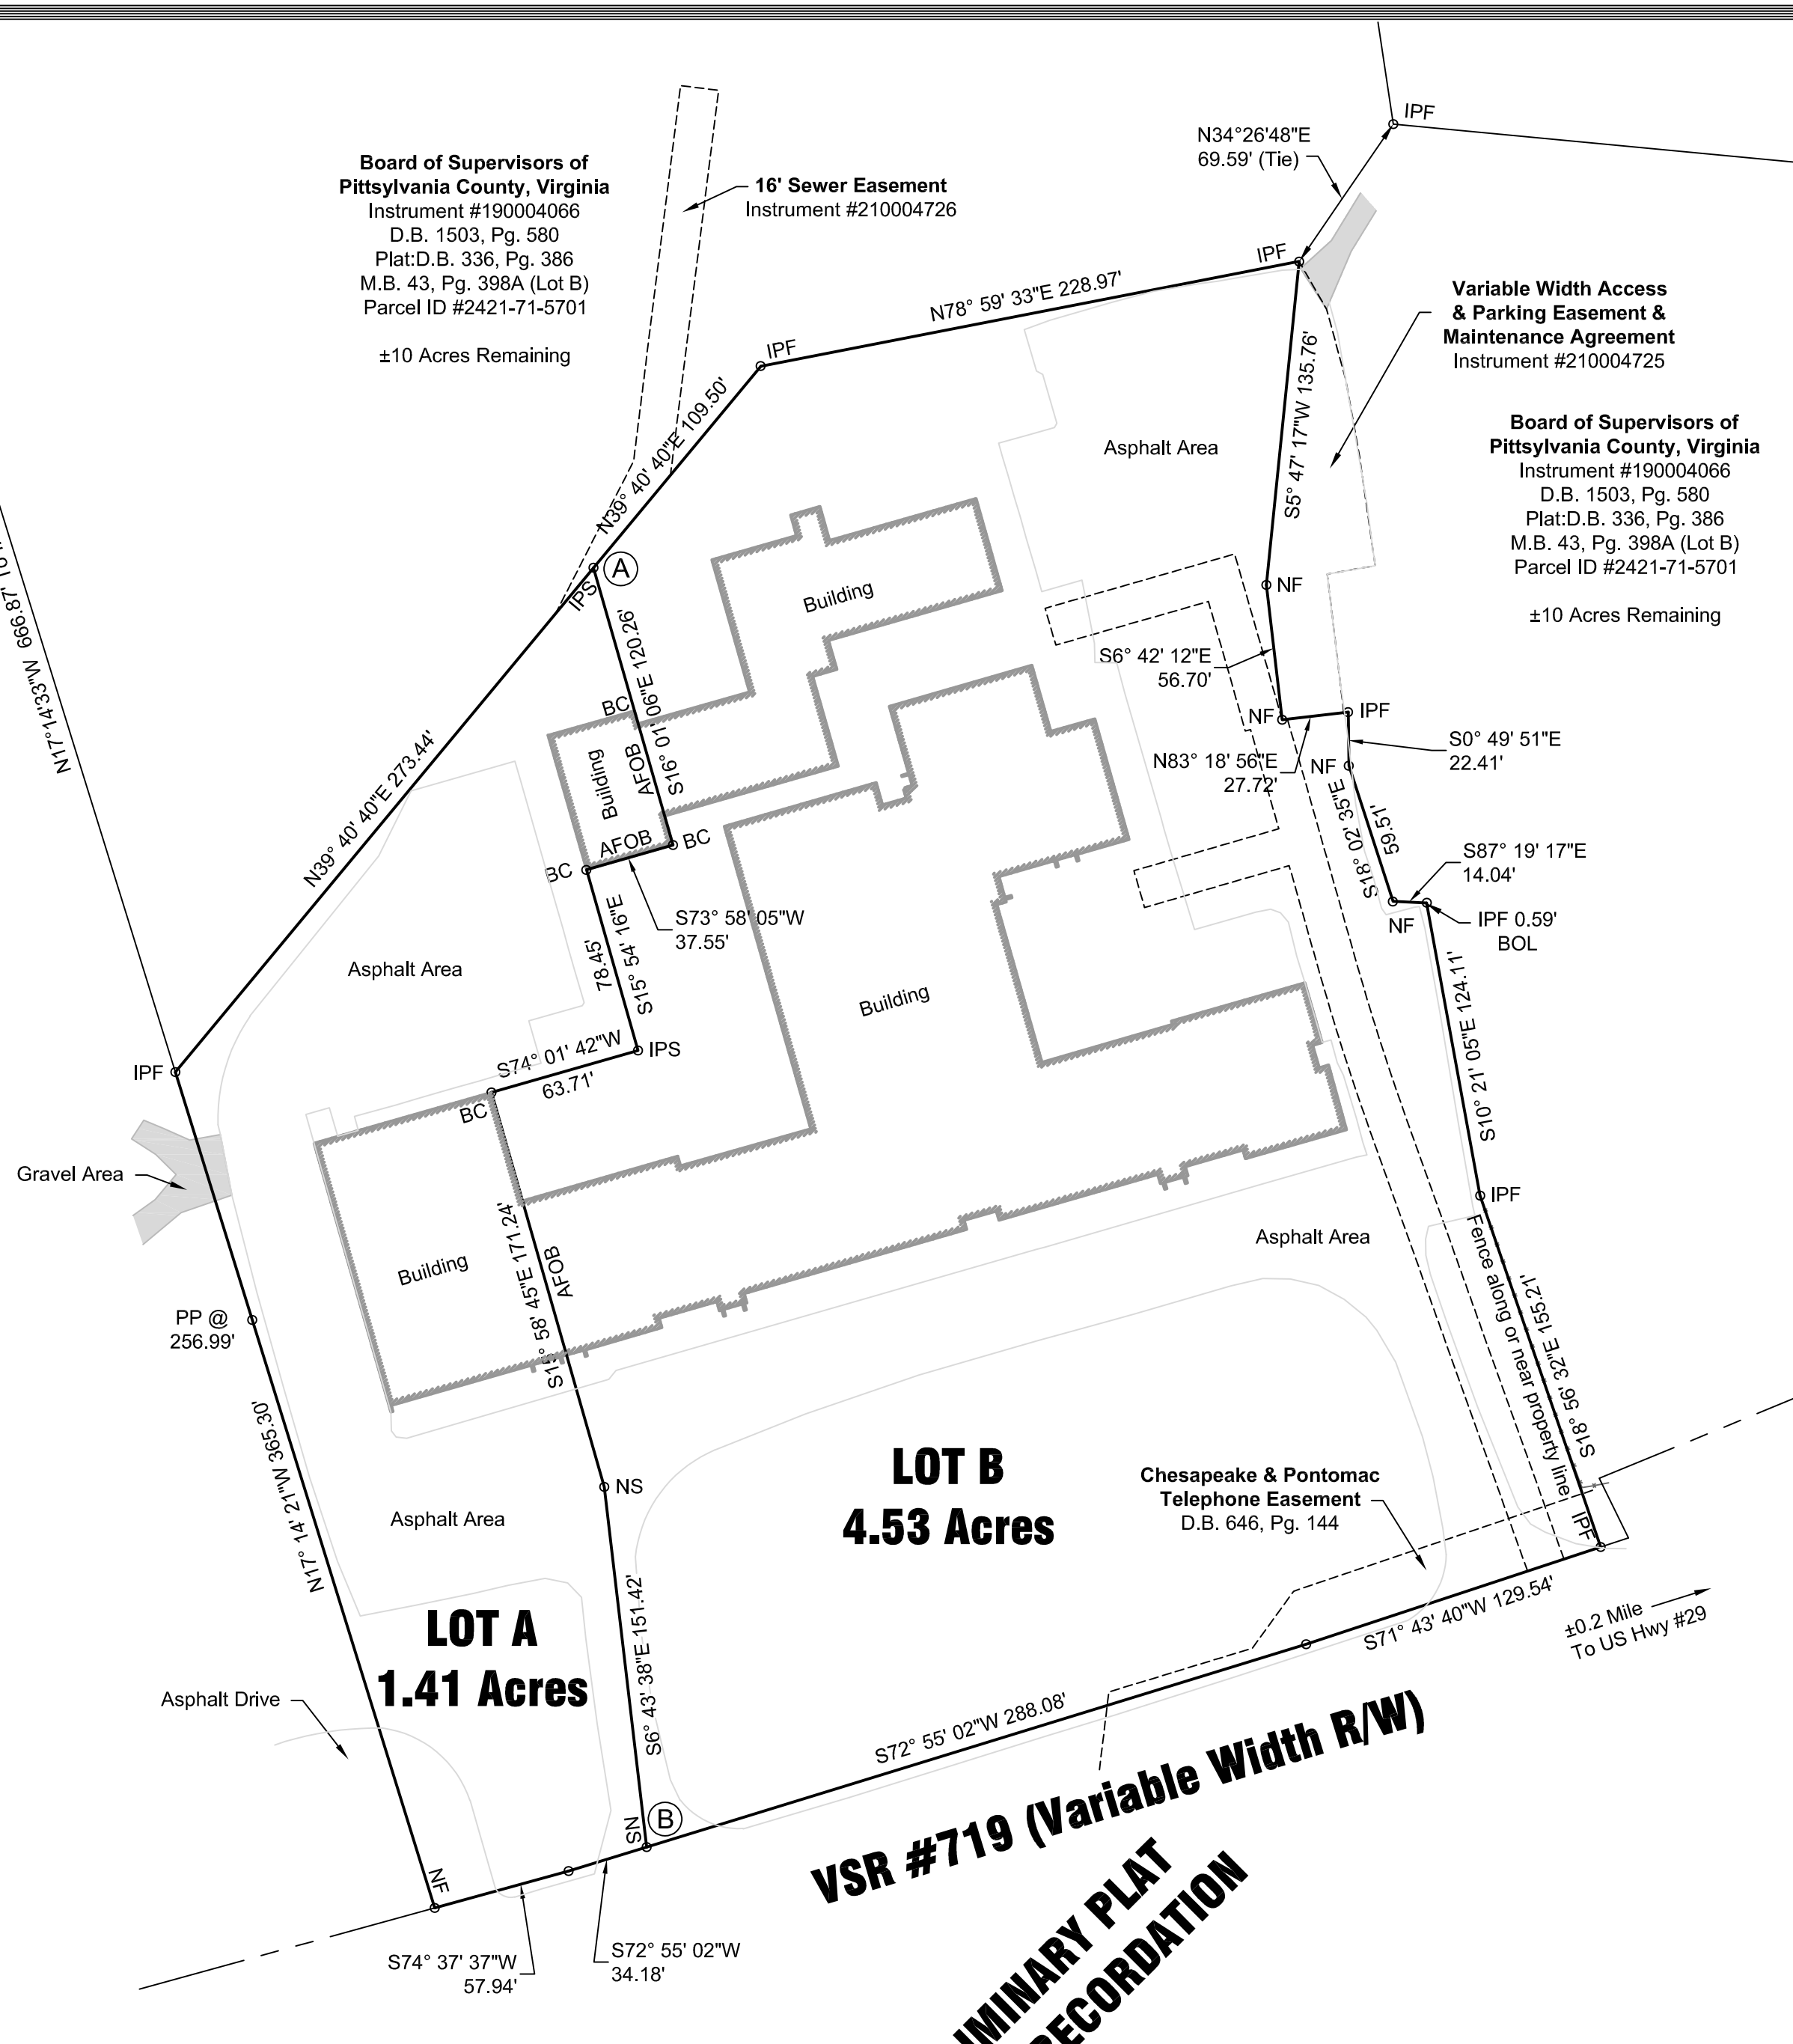 IPF
N34°26'48"E
69.59' (Tie)
Board of Supervisors of
Pittsylvania County, Virginia
Instrument #190004066
D.B. 1503, Pg. 580
Plat:D.B. 336, Pg. 386
M.B. 43, Pg. 398A (Lot B)
Parcel ID #2421-71-5701
±10 Acres Remaining
16' Sewer Easement
Instrument #210004726
IPF
N78° 59' 33"E 228.97'
IPF
Variable Width Access
& Parking Easement &
Maintenance Agreement
Instrument #210004725
Board of Supervisors of
Pittsylvania County, Virginia
Instrument #190004066
D.B. 1503, Pg. 580
Plat:D.B. 336, Pg. 386
M.B. 43, Pg. 398A (Lot B)
Parcel ID #2421-71-5701
±10 Acres Remaining
N39° 40' 40"E 109.50'
Asphalt Area
S5° 47' 17"W 135.76'
A
IPS
NF
Building
S16° 01' 06"E 120.26'
AFOB
S6° 42' 12"E
56.70'
N17°14'33"W 666.87'
BC
NF
IPF
S0° 49' 51"E
22.41'
N83° 18' 56"E
27.72'
NF
Building
AFOB
BC
BC
S18° 02' 35"E
59.51'
S87° 19' 17"E
14.04'
N39° 40' 40"E 273.44'
S73° 58' 05"W
37.55'
NF
IPF 0.59'
BOL
78.45'
S15° 54' 16"E
Asphalt Area
Building
S10° 21' 05"E 124.11'
IPF
S74° 01' 42"W
63.71'
IPS
BC
Gravel Area
IPF
Asphalt Area
Building
S15° 58' 45"E 171.24'
AFOB
Fence along or near property line
S18° 56' 32"E 155.21'
PP @
256.99'
N17° 14' 21"W 365.30'
NS
LOT B
4.53 Acres
Chesapeake & Pontomac
Telephone Easement
D.B. 646, Pg. 144
Asphalt Area
IPF
LOT A
1.41 Acres
S6° 43' 38"E 151.42'
S71° 43' 40"W 129.54'
±0.2 Mile
To US Hwy #29
Asphalt Drive
S72° 55' 02"W 288.08'
VSR #719 (Variable Width R/W)
B
NS
NF
S74° 37' 37"W
57.94'
S72° 55' 02"W
34.18'
IMINARY PLAT
RECORDATION